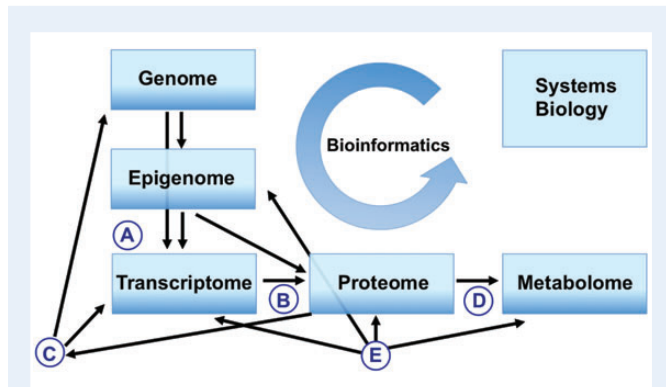 Genome
Systems
Biology
Bioinformatics
Epigenome
A
Transcriptome
B
Proteome
D
Metabolome
C
E